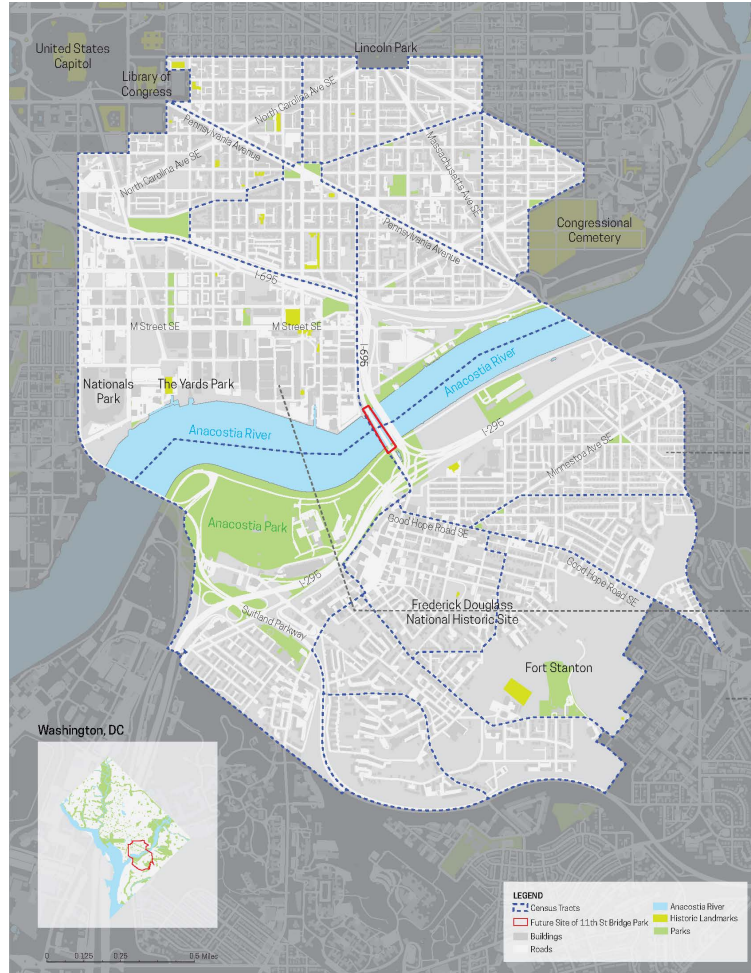 United States
Capitol
Lincoln Park
Library of
Congress
North Carolina Ave SE
Pennsylvania Avenue
Massachusetts Ave SE
North Carolina Ave SE
Congressional
Cemetery
Pennsylvania Avenue
I-695
M Street SE
M Street SE
I-695
Nationals
Park
The Yards Park
Anacostia River
Anacostia River
I-295
Minnestoa Ave SE
Anacostia Park
Good Hope Road SE
Good Hope Road SE
I-295
Suitland Parkway
Frederick Douglass
National Historic Site
Fort Stanton
Washington, DC
0 0.125 0.25 0.5 Miles
LEGEND
Census Tracts
Future Site of 11th St Bridge Park
Buildings
Roads
Anacostia River
Historic Landmarks
Parks